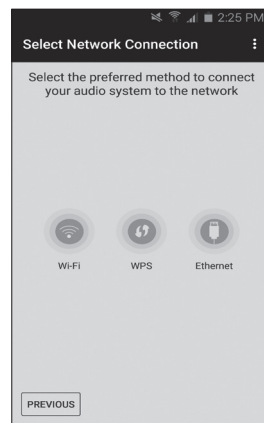 2:25 PM
Select Network Connection
Select the preferred method to connect
your audio system to the network
Wi-Fi
WPS
Ethernet
PREVIOUS